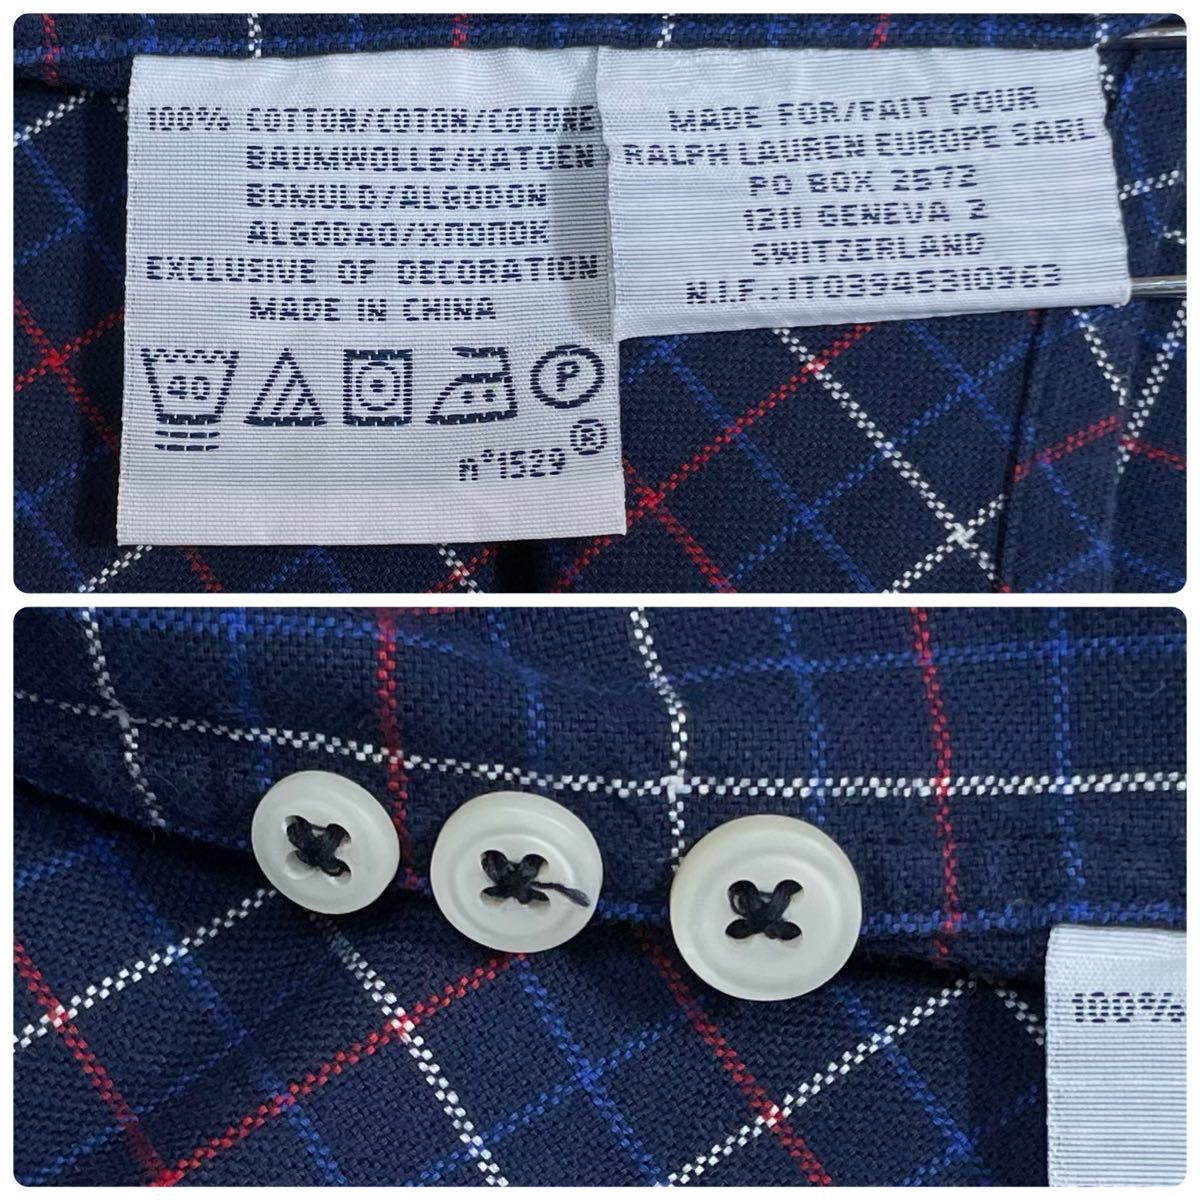 100% COTTON/COTON/COTONE
BAUMWOLLE/KATOEN
BOMULD/ALGODON
ALGODAO/ХЛОПОК
EXCLUSIVE OF DECORATION
MADE IN CHINA
40
P
n°1529®
MADE FOR/FAIT POUR
RALPH LAUREN EUROPE SARL
PO BOX 2572
1211 GENEVA 2
SWITZERLAND
N.I.F.:IT03945310963
100%